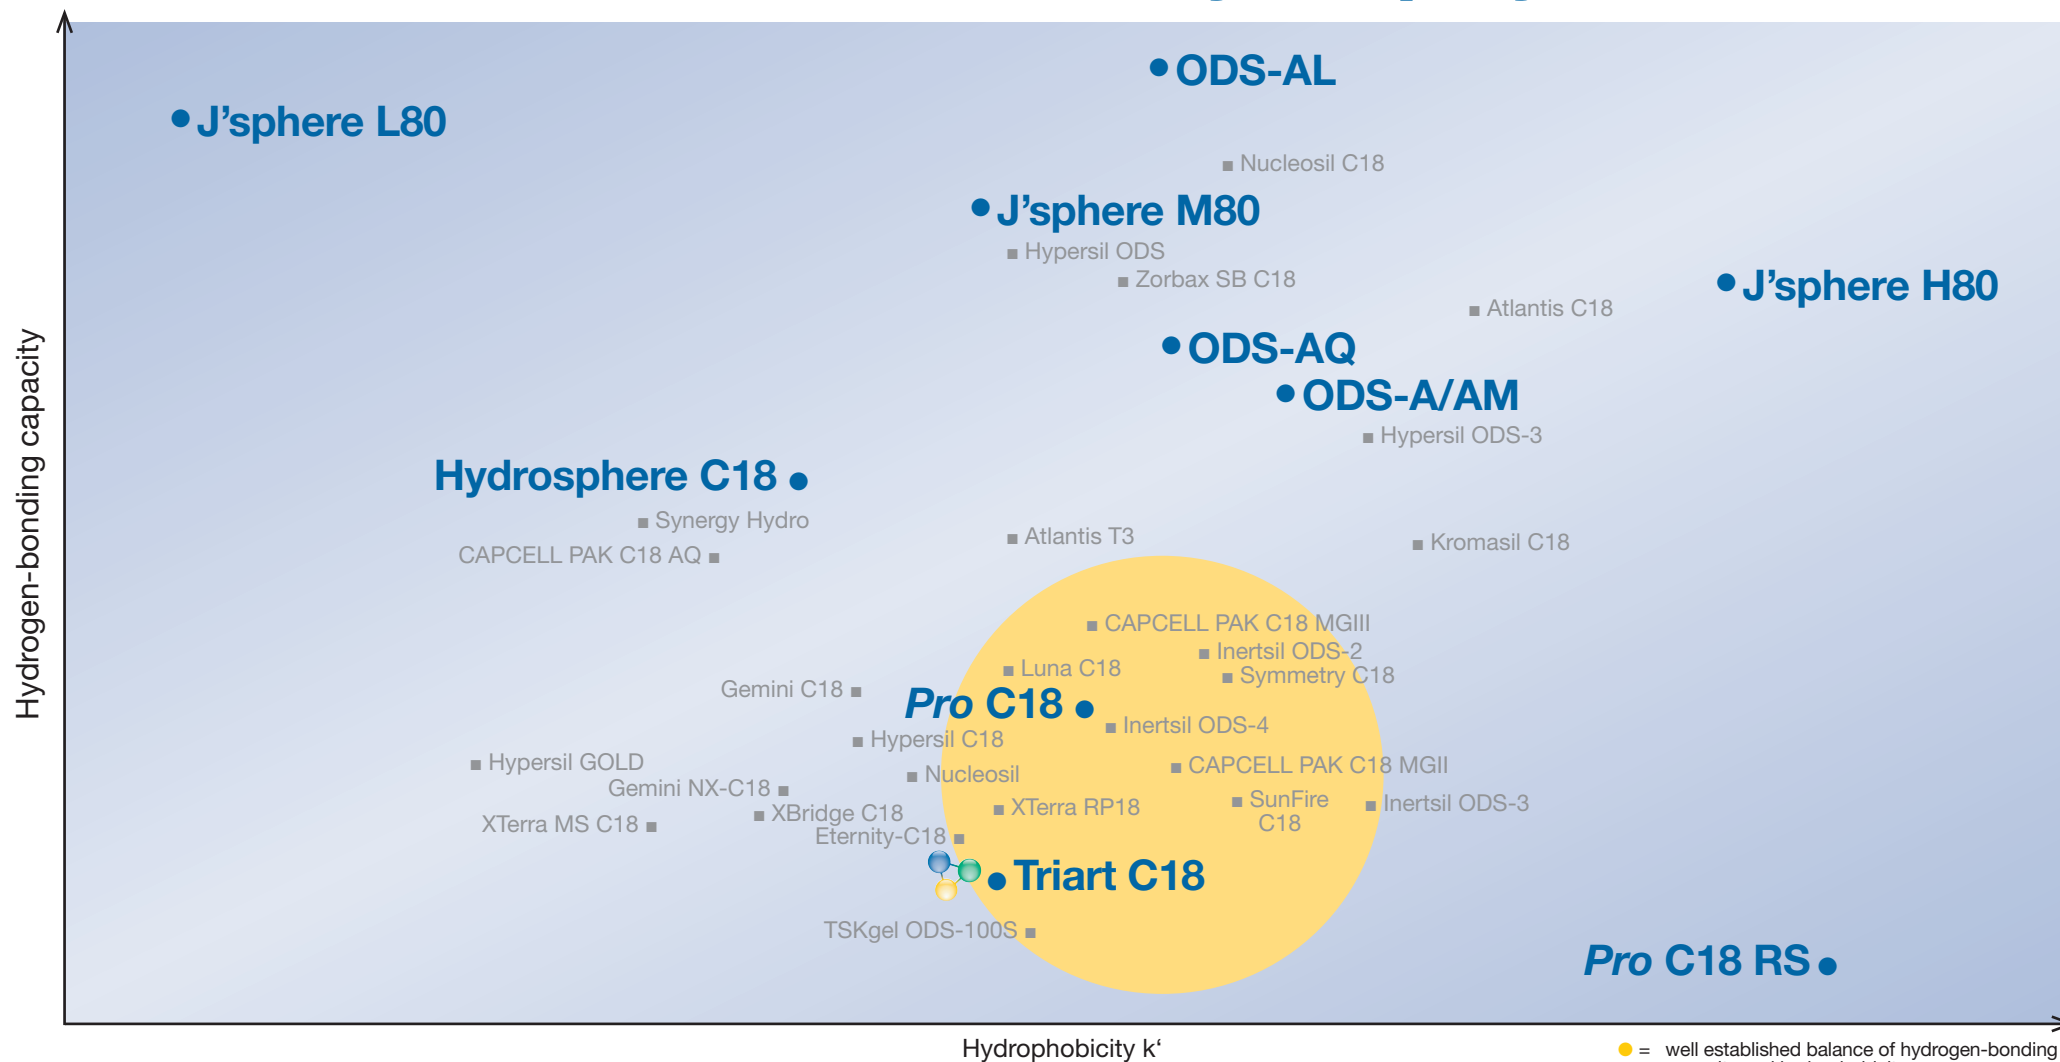 ODS-AL
J’sphere L80
Nucleosil C18
J’sphere M80
Hypersil ODS
Zorbax SB C18
J’sphere H80
Atlantis C18
ODS-AQ
ODS-A/AM
Hypersil ODS-3
Hydrosphere C18
Synergy Hydro
Atlantis T3
Kromasil C18
CAPCELL PAK C18 AQ
CAPCELL PAK C18 MGIII
Inertsil ODS-2
Luna C18
Symmetry C18
Gemini C18
Pro C18
Inertsil ODS-4
Hypersil C18
Hypersil GOLD
CAPCELL PAK C18 MGII
Nucleosil
Gemini NX-C18
SunFire
C18
Inertsil ODS-3
XTerra RP18
XBridge C18
XTerra MS C18
Eternity-C18
Triart C18
TSKgel ODS-100S
Pro C18 RS
Hydrogen-bonding capacity
Hydrophobicity k‘
= well established balance of hydrogen-bonding